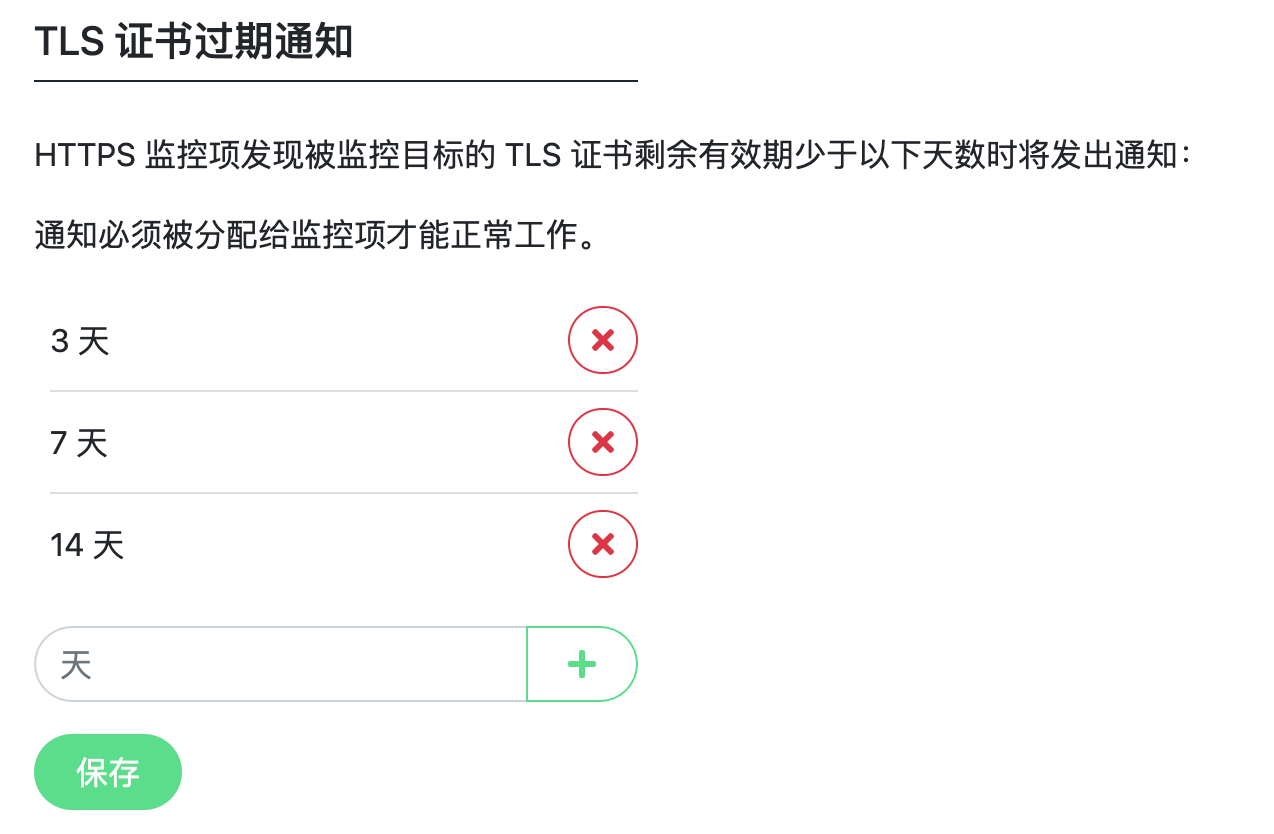 TLS 证书过期通知
HTTPS 监控项发现被监控目标的 TLS 证书剩余有效期少于以下天数时将发出通知：
通知必须被分配给监控项才能正常工作。
3 天
7 天
14 天
天
保存